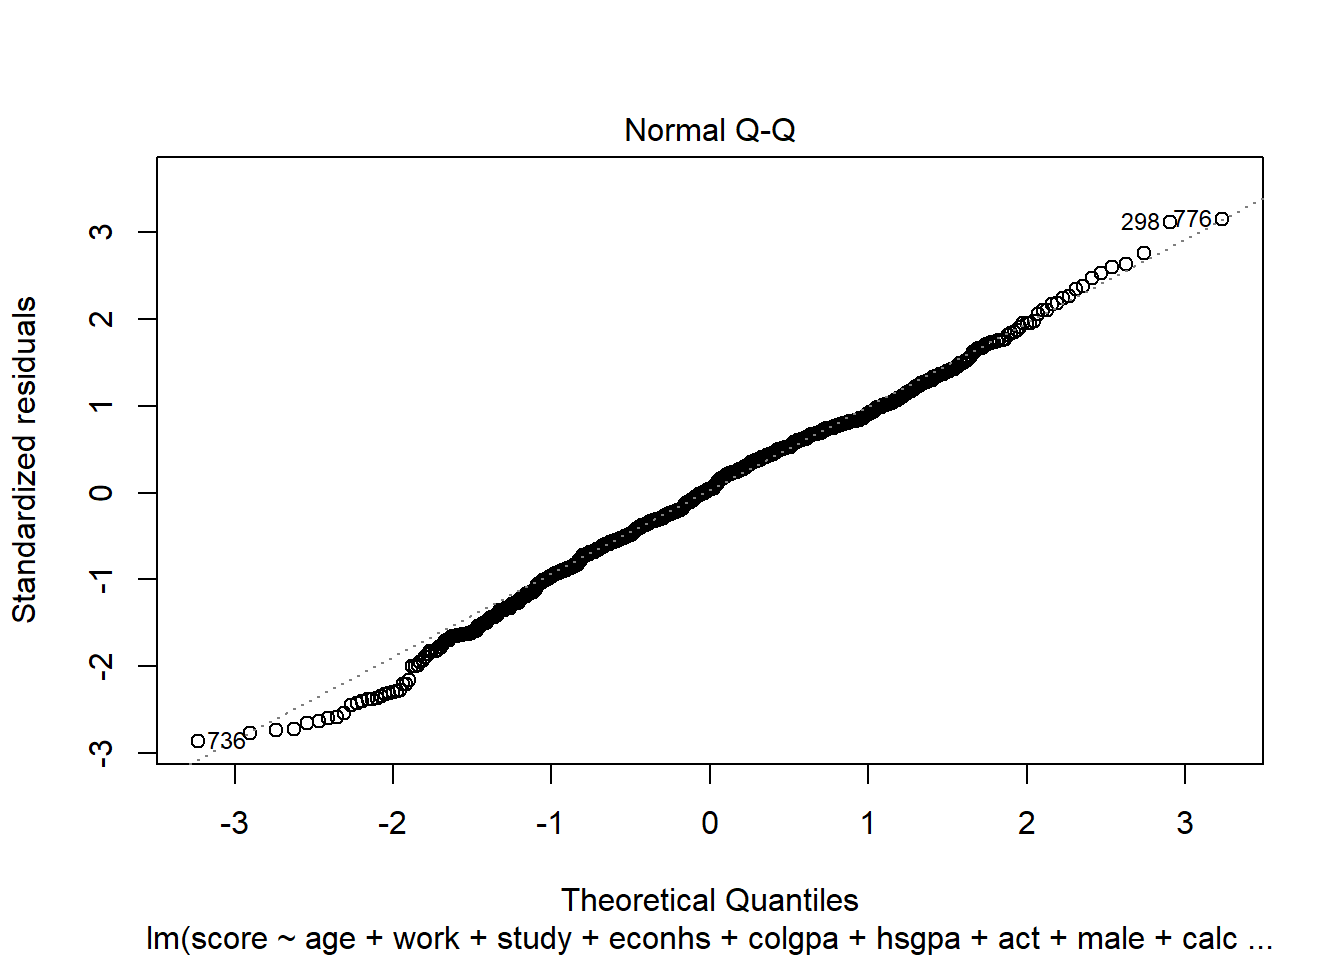 Normal Q-Q
Standardized residuals
3
2
1
0
-1
-2
-3
298
776
736
-3 -2 -1 0 1 2 3
Theoretical Quantiles
lm(score ~ age + work + study + econhs + colgpa + hsgpa + act + male + calc ...